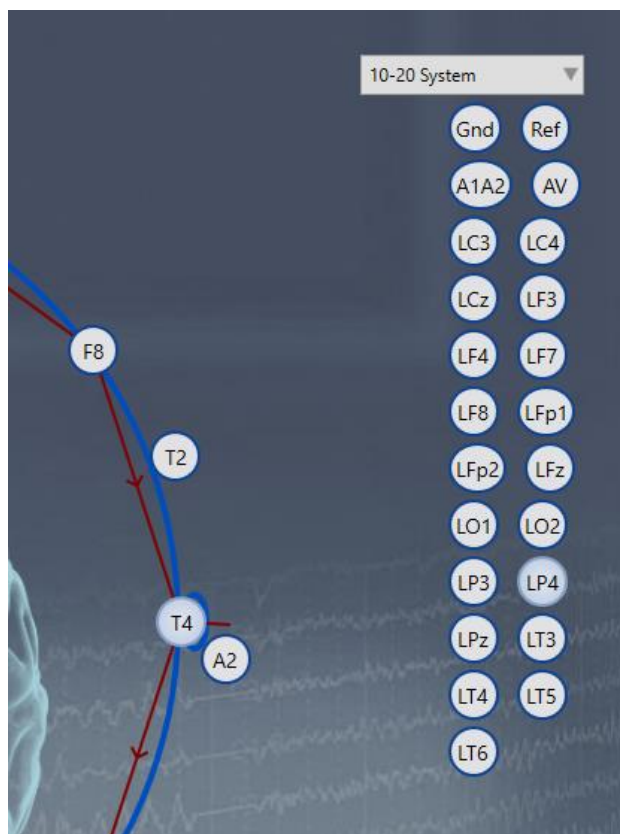 10-20 System
Gnd Ref
A1A2 AV
LC3 LC4
LCz LF3
F8
LF4 LF7
LF8 LFp1
T2
LFp2 LFz
LO1 LO2
LP3 LP4
T4
LPz LT3
A2
LT4 LT5
LT6